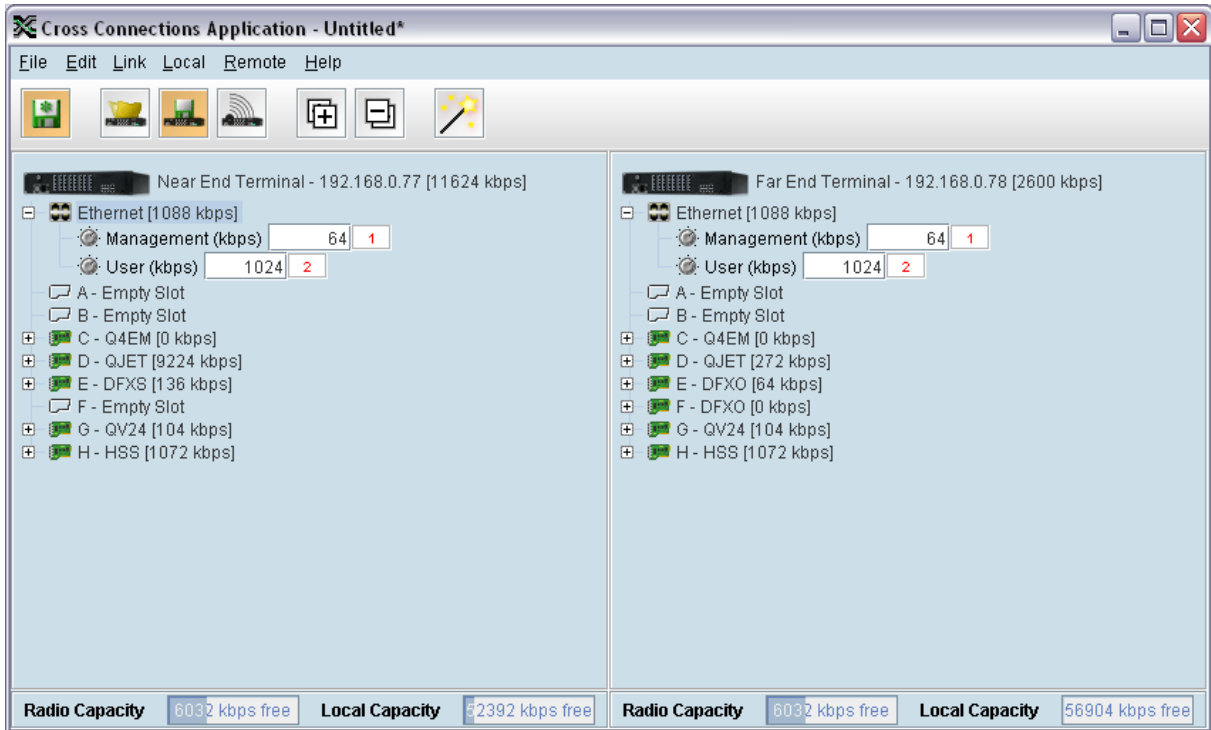 Cross Connections Application - Untitled*
File Edit Link Local Remote Help
Near End Terminal - 192.168.0.77 [11624 kbps]
Ethernet [1088 kbps]
Management (kbps) 64 1
User (kbps) 1024 2
A - Empty Slot
B - Empty Slot
C - Q4EM [0 kbps]
D - QJET [9224 kbps]
E - DFXS [136 kbps]
F - Empty Slot
G - QV24 [104 kbps]
H - HSS [1072 kbps]
Radio Capacity 6032 kbps free Local Capacity 52392 kbps free
Far End Terminal - 192.168.0.78 [2600 kbps]
Ethernet [1088 kbps]
Management (kbps) 64 1
User (kbps) 1024 2
A - Empty Slot
B - Empty Slot
C - Q4EM [0 kbps]
D - QJET [272 kbps]
E - DFXO [64 kbps]
F - DFXO [0 kbps]
G - QV24 [104 kbps]
H - HSS [1072 kbps]
Radio Capacity 6032 kbps free Local Capacity 56904 kbps free